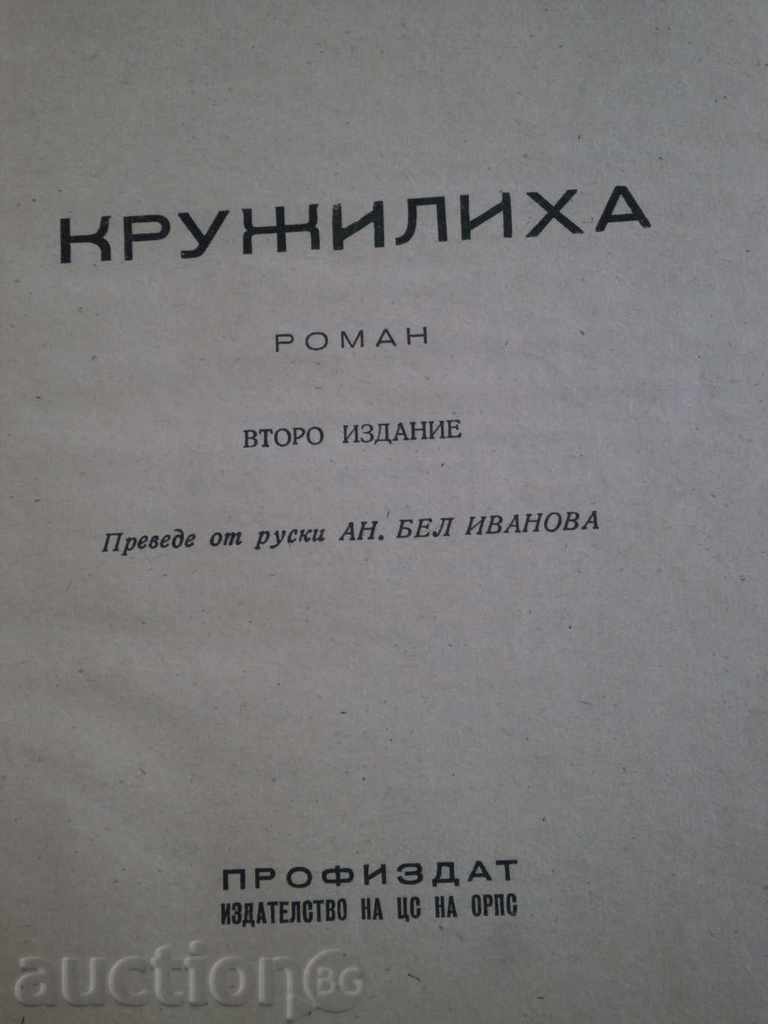 КРУЖИЛИХА
РОМАН
ВТОРО ИЗДАНИЕ
Преведе от руски АН. БЕЛ ИВАНОВА
ПРОФИЗДАТ
ИЗДАТЕЛСТВО НА ЦС НА ОРПС
auction.BG